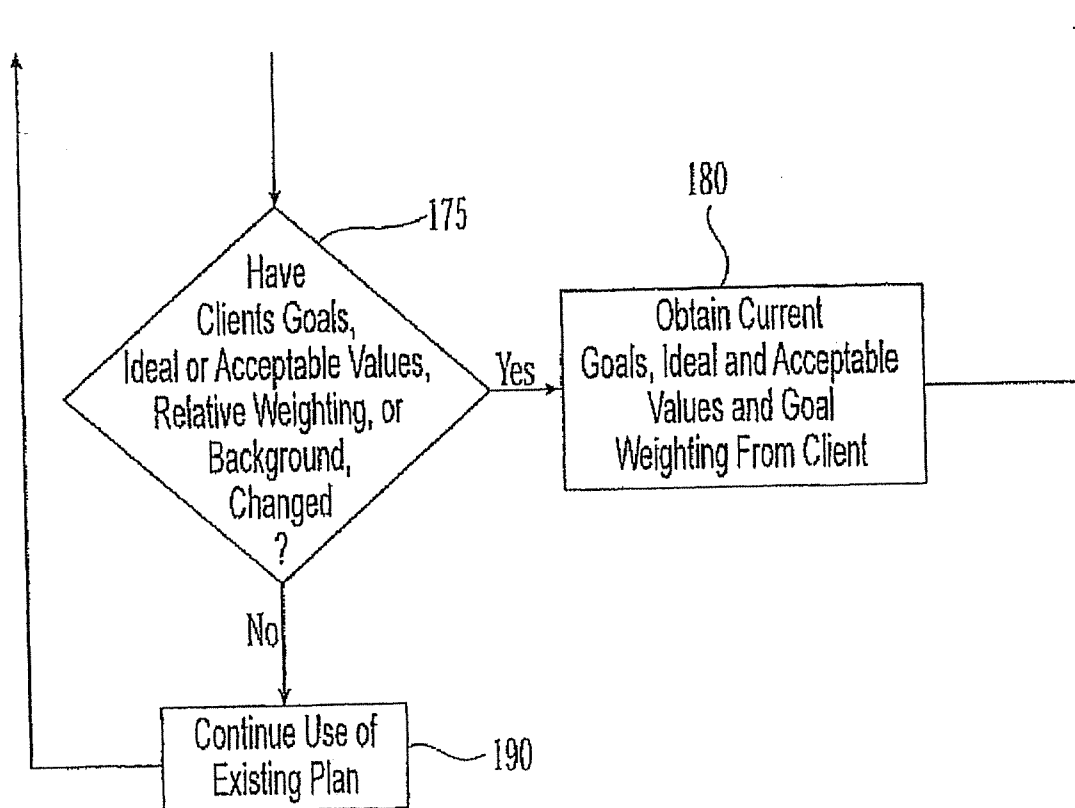 175
Have
Clients Goals,
Ideal or Acceptable Values,
Relative Weighting, or
Background,
Changed
?
Yes
180
Obtain Current
Goals, Ideal and Acceptable
Values and Goal
Weighting From Client
No
Continue Use of
Existing Plan
190